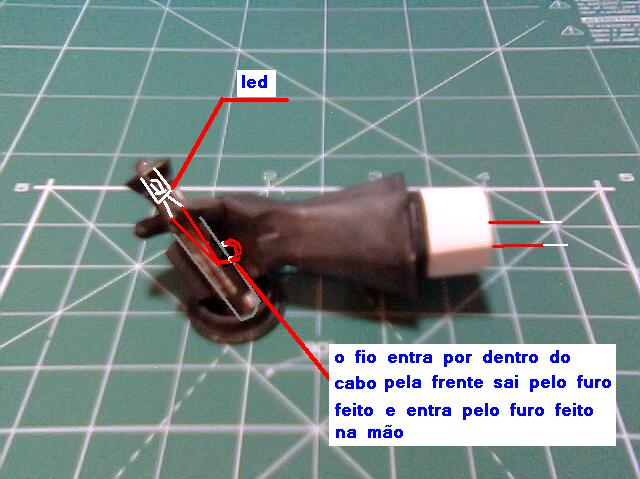 led
o fio entra por dentro do
cabo pela frente sai pelo furo
feito e entra pelo furo feito
na mão